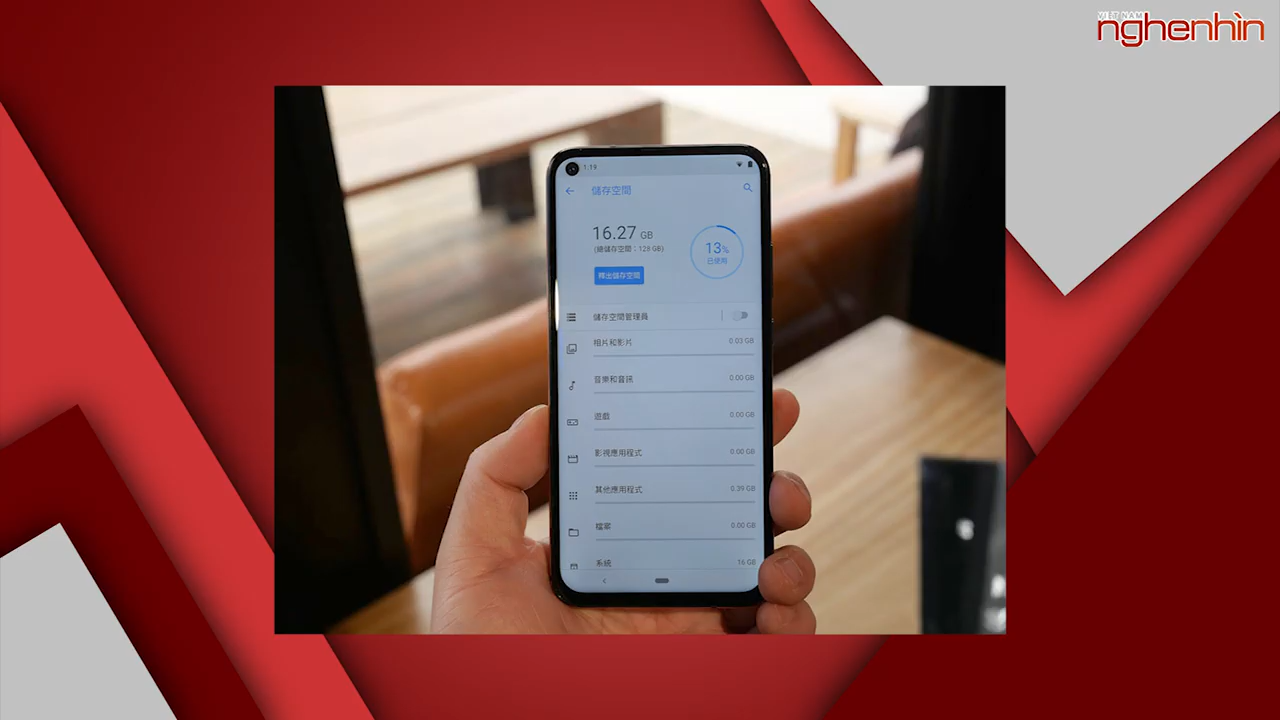 VIET NAM
nghenhìn
1:19
儲存空間
16.27 GB
(總儲存空間：128 GB)
13%
已使用
釋出儲存空間
儲存空間管理員
相片和影片 0.03 GB
音樂和音訊 0.00 GB
遊戲 0.00 GB
影視應用程式 0.00 GB
其他應用程式 0.39 GB
檔案 0.00 GB
系統 16 GB